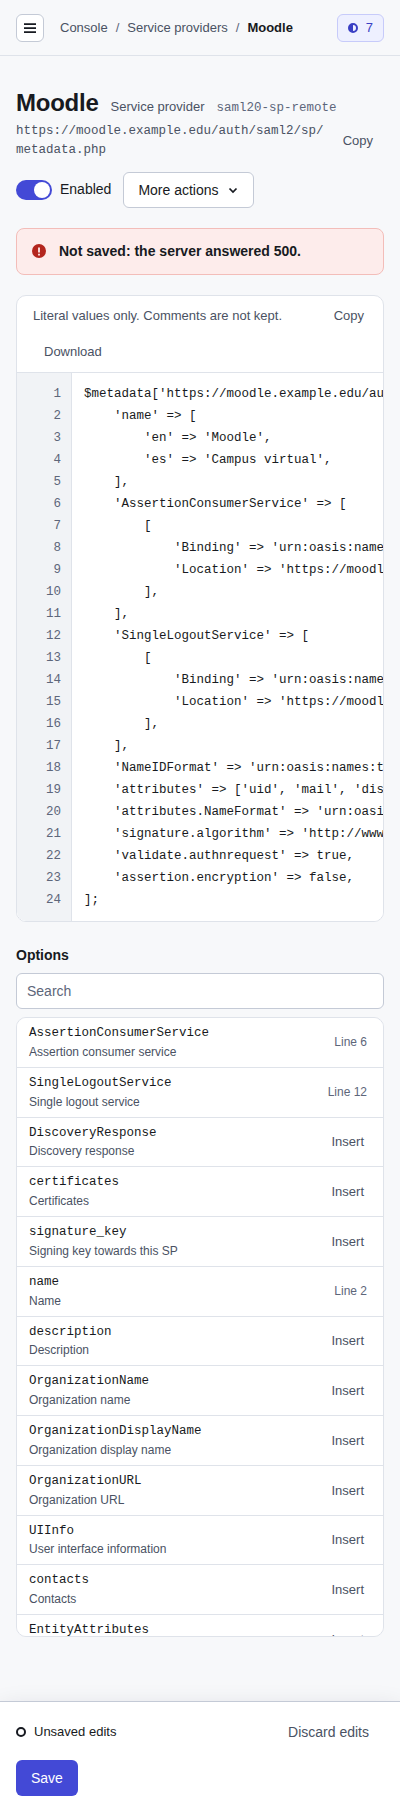 Console / Service providers / Moodle
7
Moodle Service provider saml20-sp-remote
https://moodle.example.edu/auth/saml2/sp/
metadata.php
Copy
Enabled
More actions
Not saved: the server answered 500.
Literal values only. Comments are not kept.
Copy
Download
1 $metadata['https://moodle.example.edu/au
2 'name' => [
3 'en' => 'Moodle',
4 'es' => 'Campus virtual',
5 ],
6 'AssertionConsumerService' => [
7 [
8 'Binding' => 'urn:oasis:name
9 'Location' => 'https://moodl
10 ],
11 ],
12 'SingleLogoutService' => [
13 [
14 'Binding' => 'urn:oasis:name
15 'Location' => 'https://moodl
16 ],
17 ],
18 'NameIDFormat' => 'urn:oasis:names:t
19 'attributes' => ['uid', 'mail', 'dis
20 'attributes.NameFormat' => 'urn:oasi
21 'signature.algorithm' => 'http://www
22 'validate.authnrequest' => true,
23 'assertion.encryption' => false,
24 ];
Options
Search
AssertionConsumerService
Assertion consumer service
Line 6
SingleLogoutService
Single logout service
Line 12
DiscoveryResponse
Discovery response
Insert
certificates
Certificates
Insert
signature_key
Signing key towards this SP
Insert
name
Name
Line 2
description
Description
Insert
OrganizationName
Organization name
Insert
OrganizationDisplayName
Organization display name
Insert
OrganizationURL
Organization URL
Insert
UIInfo
User interface information
Insert
contacts
Contacts
Insert
EntityAttributes
Unsaved edits
Discard edits
Save